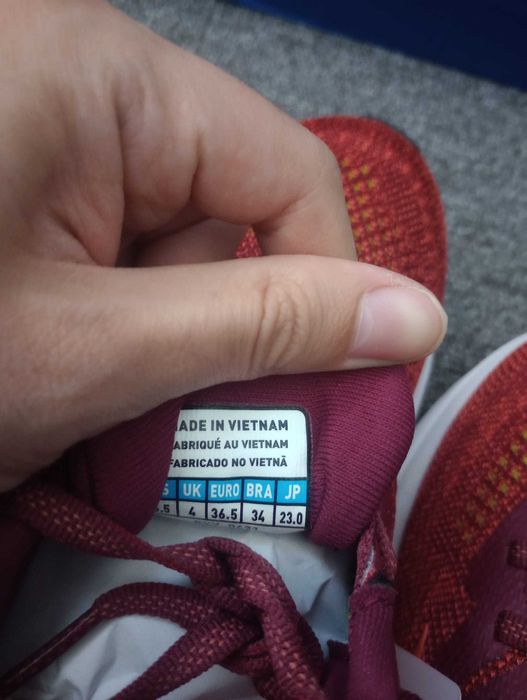 ADE IN VIETNAM
ABRIQUÉ AU VIETNAM
FABRICADO NO VIETNÃ
S UK EURO BRA JP
.5 4 36.5 34 23.0